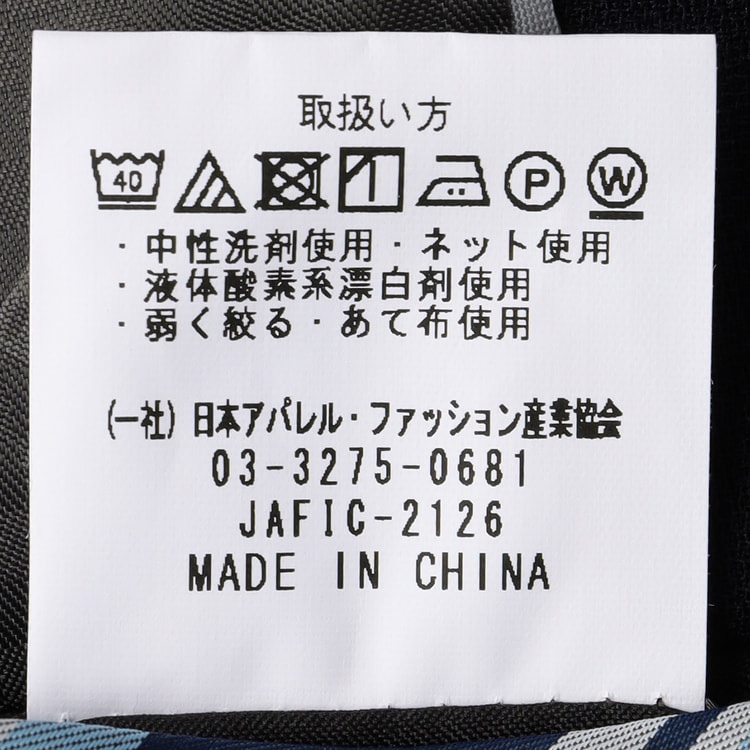 取扱い方
40 P W
・中性洗剤使用・ネット使用
・液体酸素系漂白剤使用
・弱く絞る・あて布使用
(一社)日本アパレル・ファッション産業協会
03-3275-0681
JAFIC-2126
MADE IN CHINA